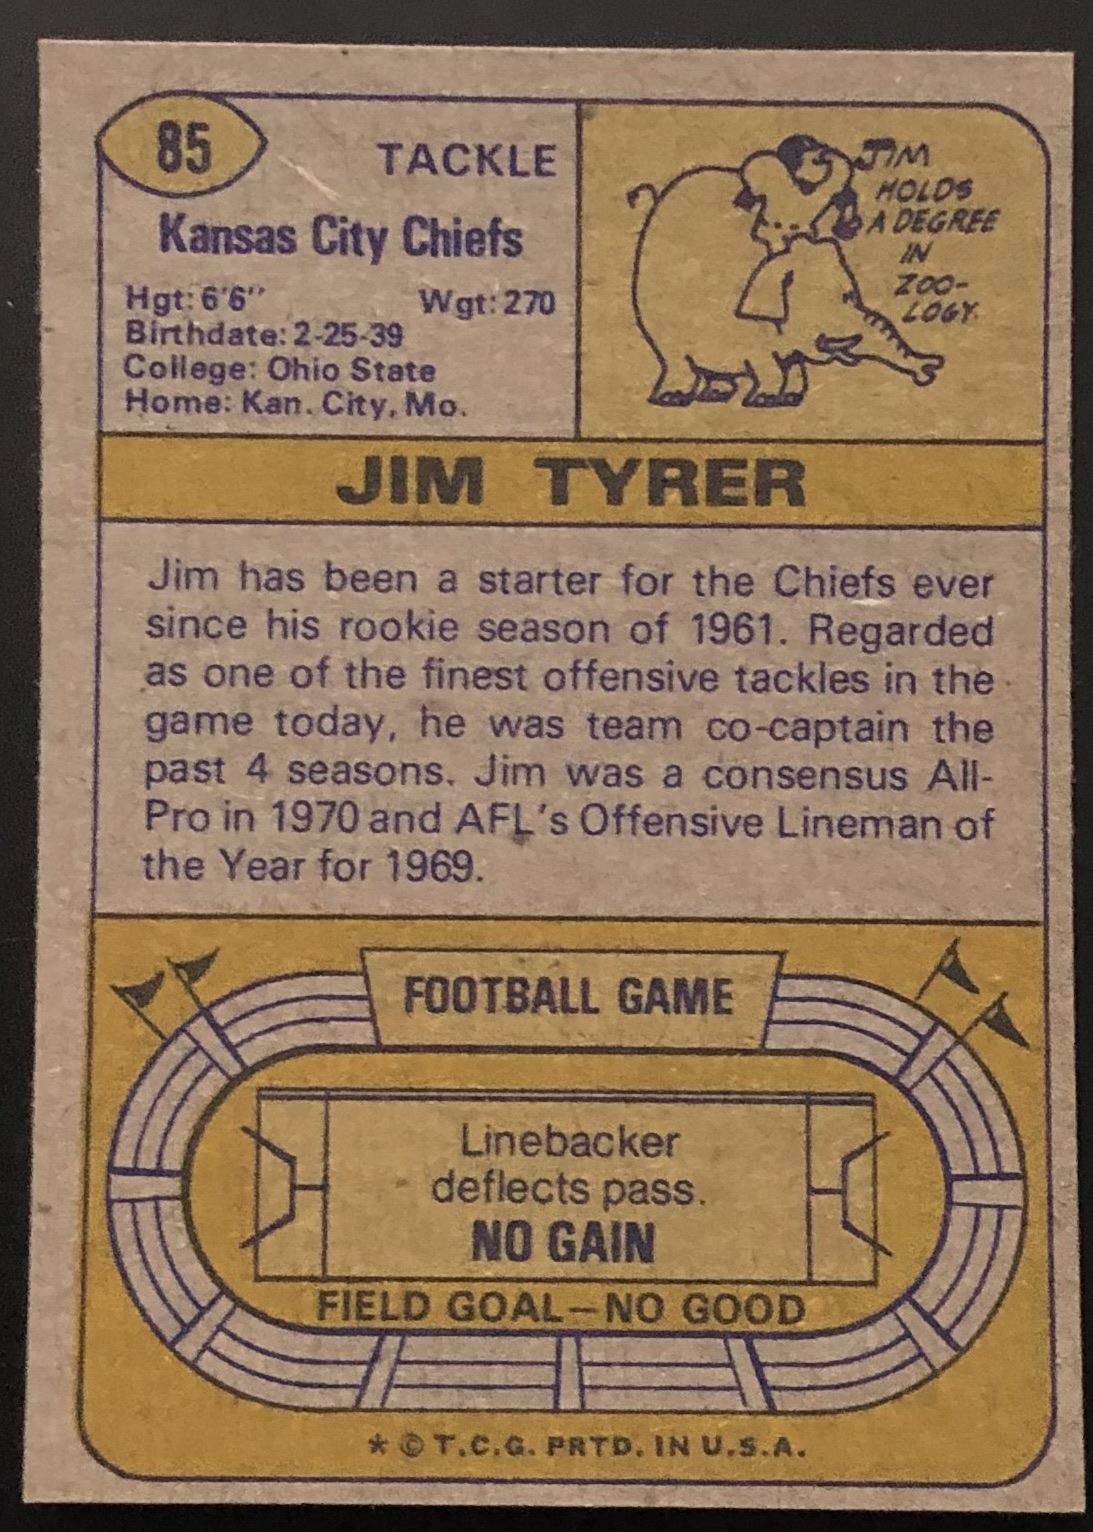 85
TACKLE
Kansas City Chiefs
Hgt: 6'6" Wgt: 270
Birthdate: 2-25-39
College: Ohio State
Home: Kan. City, Mo.
JIM
HOLDS
A DEGREE
IN
ZOO-
LOGY.
JIM TYRER
Jim has been a starter for the Chiefs ever
since his rookie season of 1961. Regarded
as one of the finest offensive tackles in the
game today, he was team co-captain the
past 4 seasons. Jim was a consensus All-
Pro in 1970 and AFL's Offensive Lineman of
the Year for 1969.
FOOTBALL GAME
Linebacker
deflects pass.
NO GAIN
FIELD GOAL—NO GOOD
* © T.C.G. PRTD. IN U.S.A.